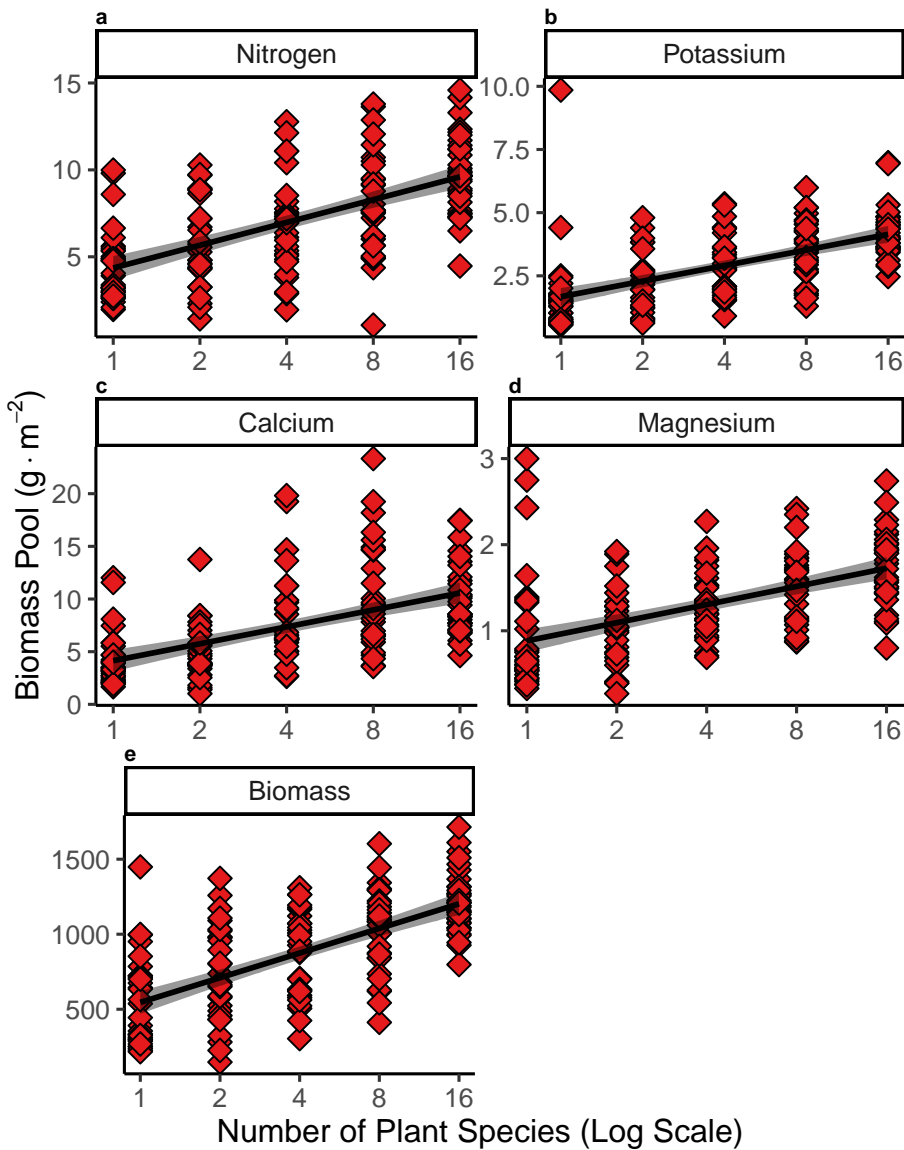 a
Nitrogen
15
10
5
1 2 4 8 16
b
Potassium
10.0
7.5
5.0
2.5
1 2 4 8 16
Biomass Pool (g · m⁻²)
c
Calcium
20
15
10
5
0
1 2 4 8 16
d
Magnesium
3
2
1
1 2 4 8 16
e
Biomass
1500
1000
500
1 2 4 8 16
Number of Plant Species (Log Scale)